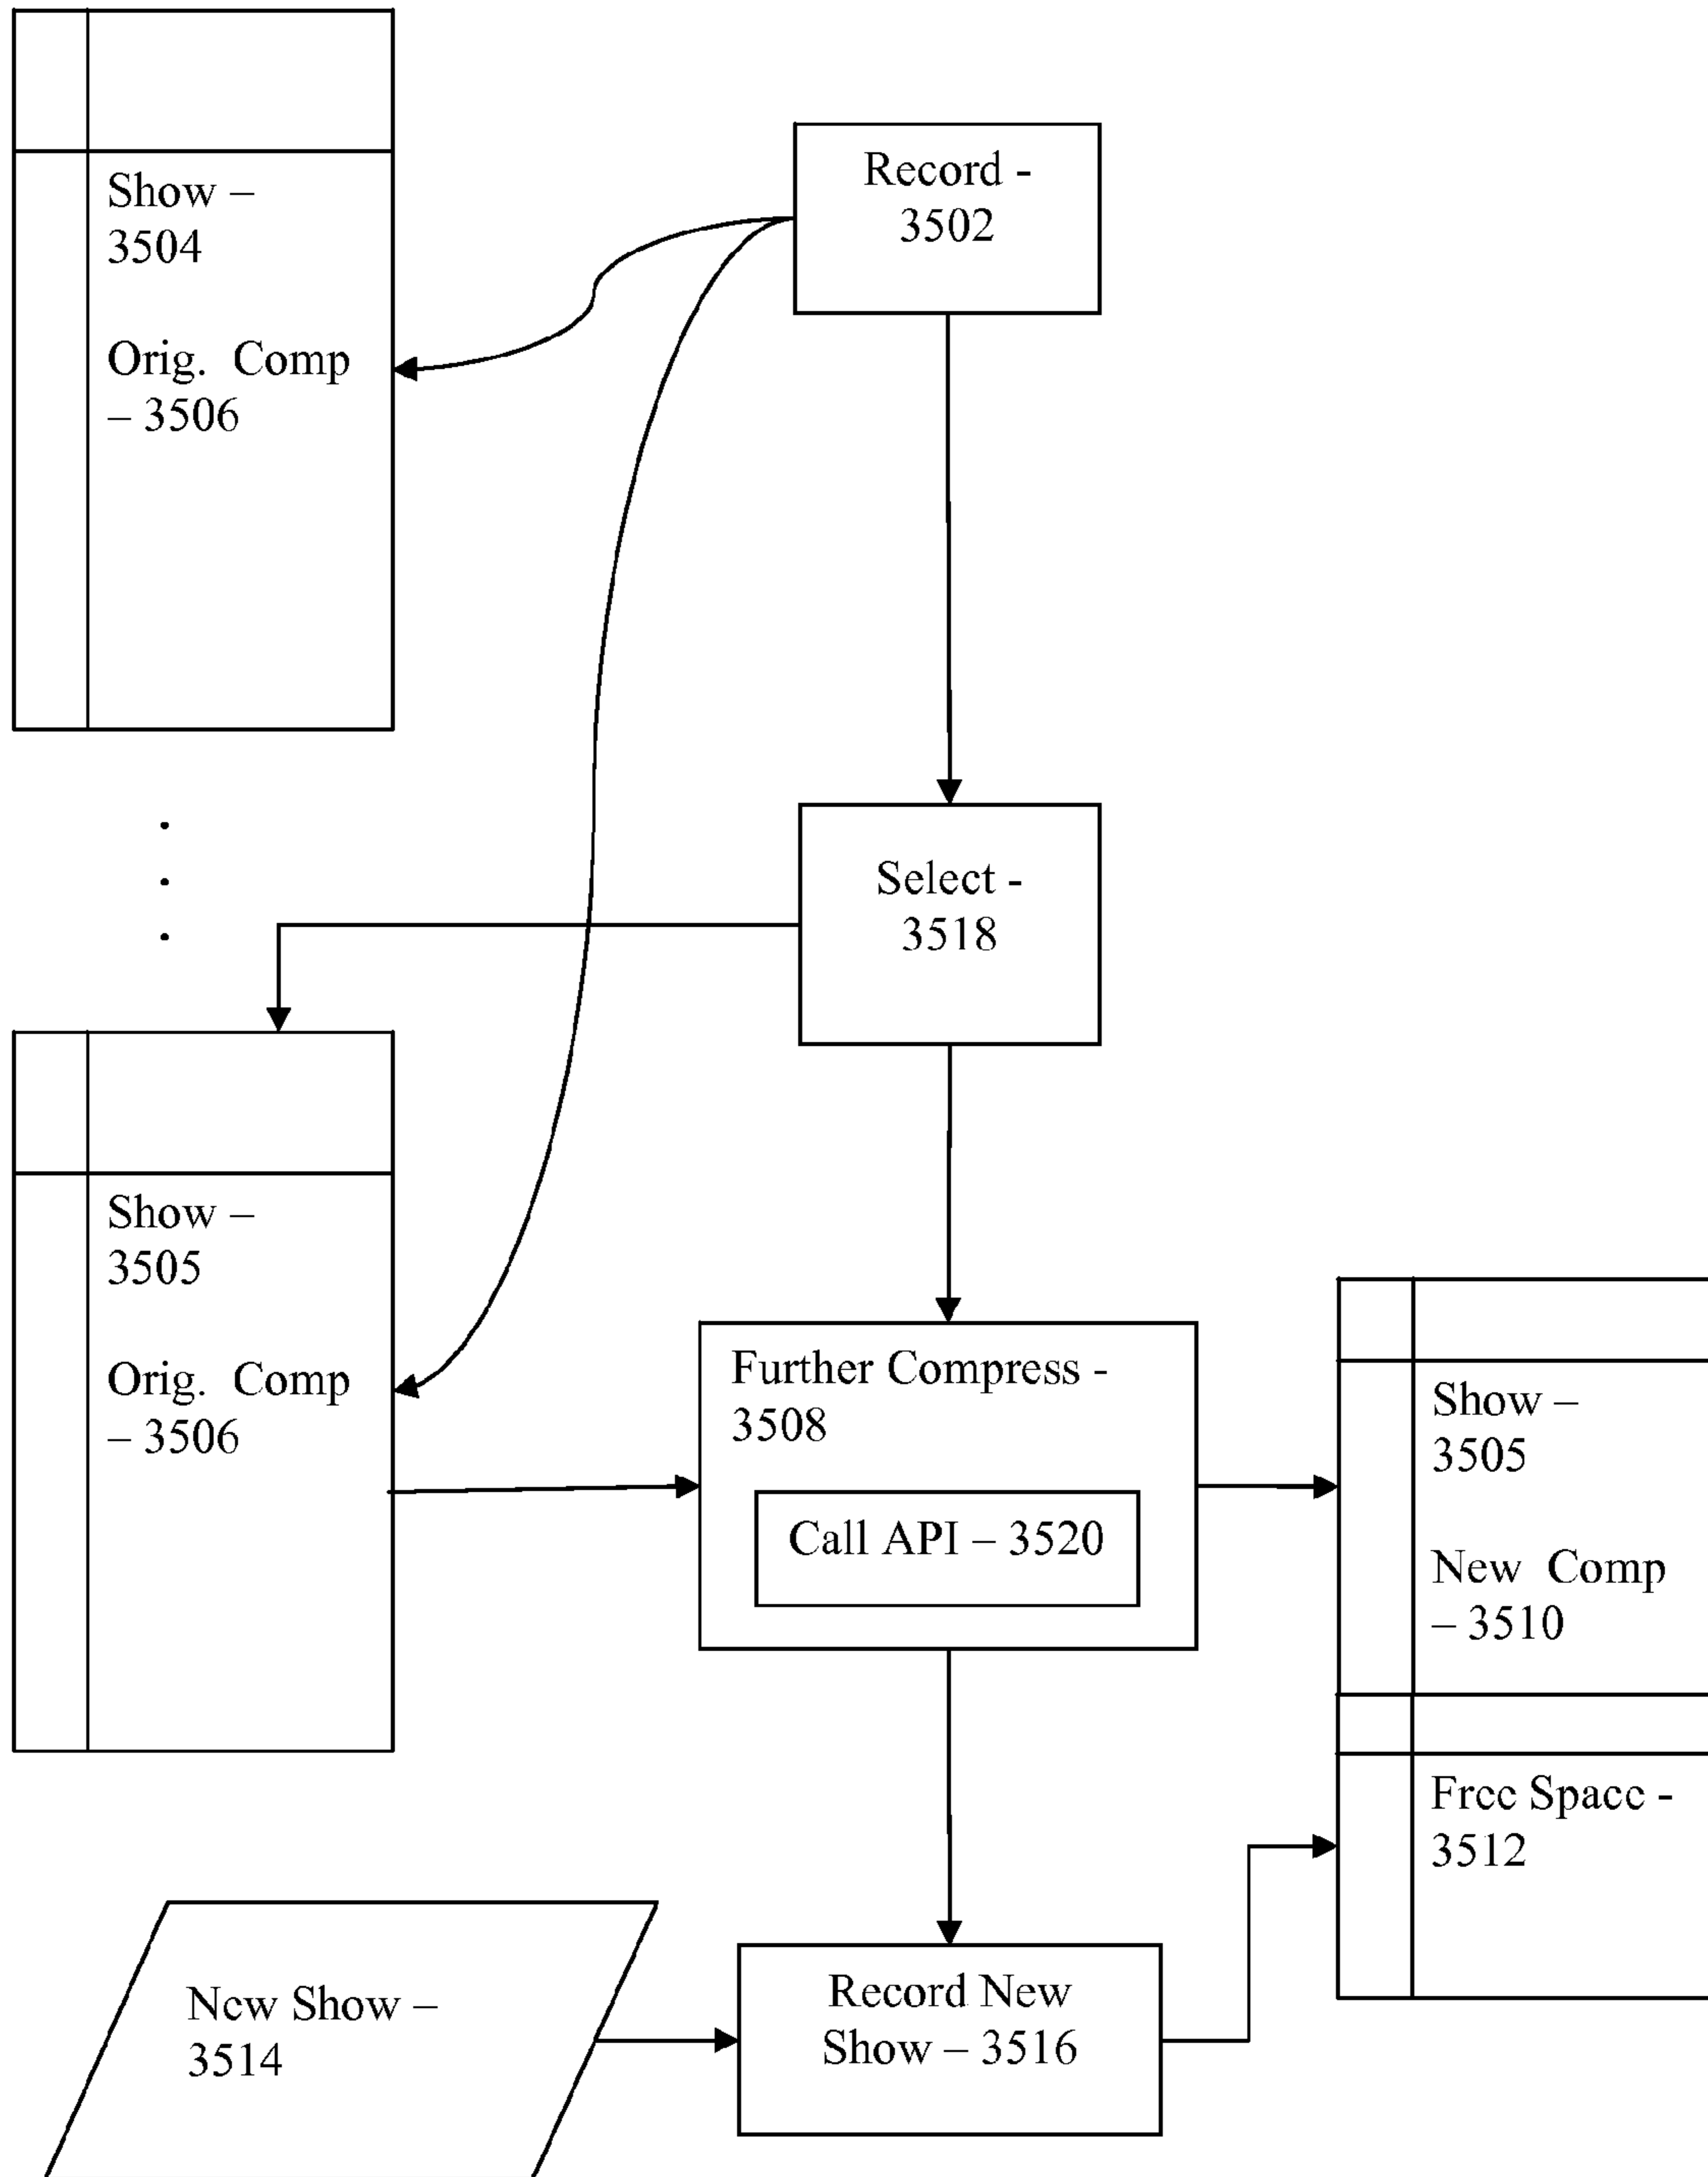 Show –
3504
Orig. Comp
– 3506
Record -
3502
Select -
3518
Show –
3505
Orig. Comp
– 3506
Further Compress -
3508
Call API – 3520
Show –
3505
New Comp
– 3510
Free Space -
3512
New Show –
3514
Record New
Show – 3516